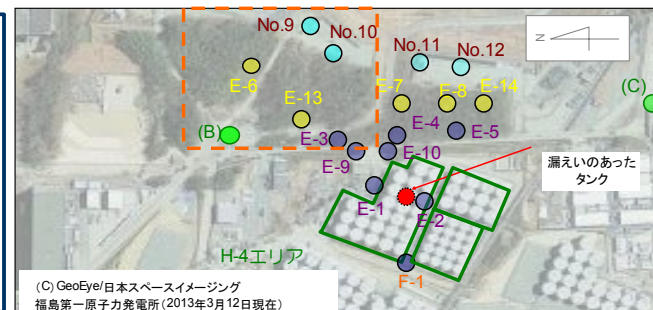 No.9
No.10
No.11
No.12
N
E-6
E-7
E-8
E-14
E-13
(C)
(B)
E-3
E-4
E-5
E-9
E-10
漏えいのあった
タンク
E-1
E-2
H-4エリア
F-1
(C) GeoEye/日本スペースイメージング
福島第一原子力発電所(2013年3月12日現在)